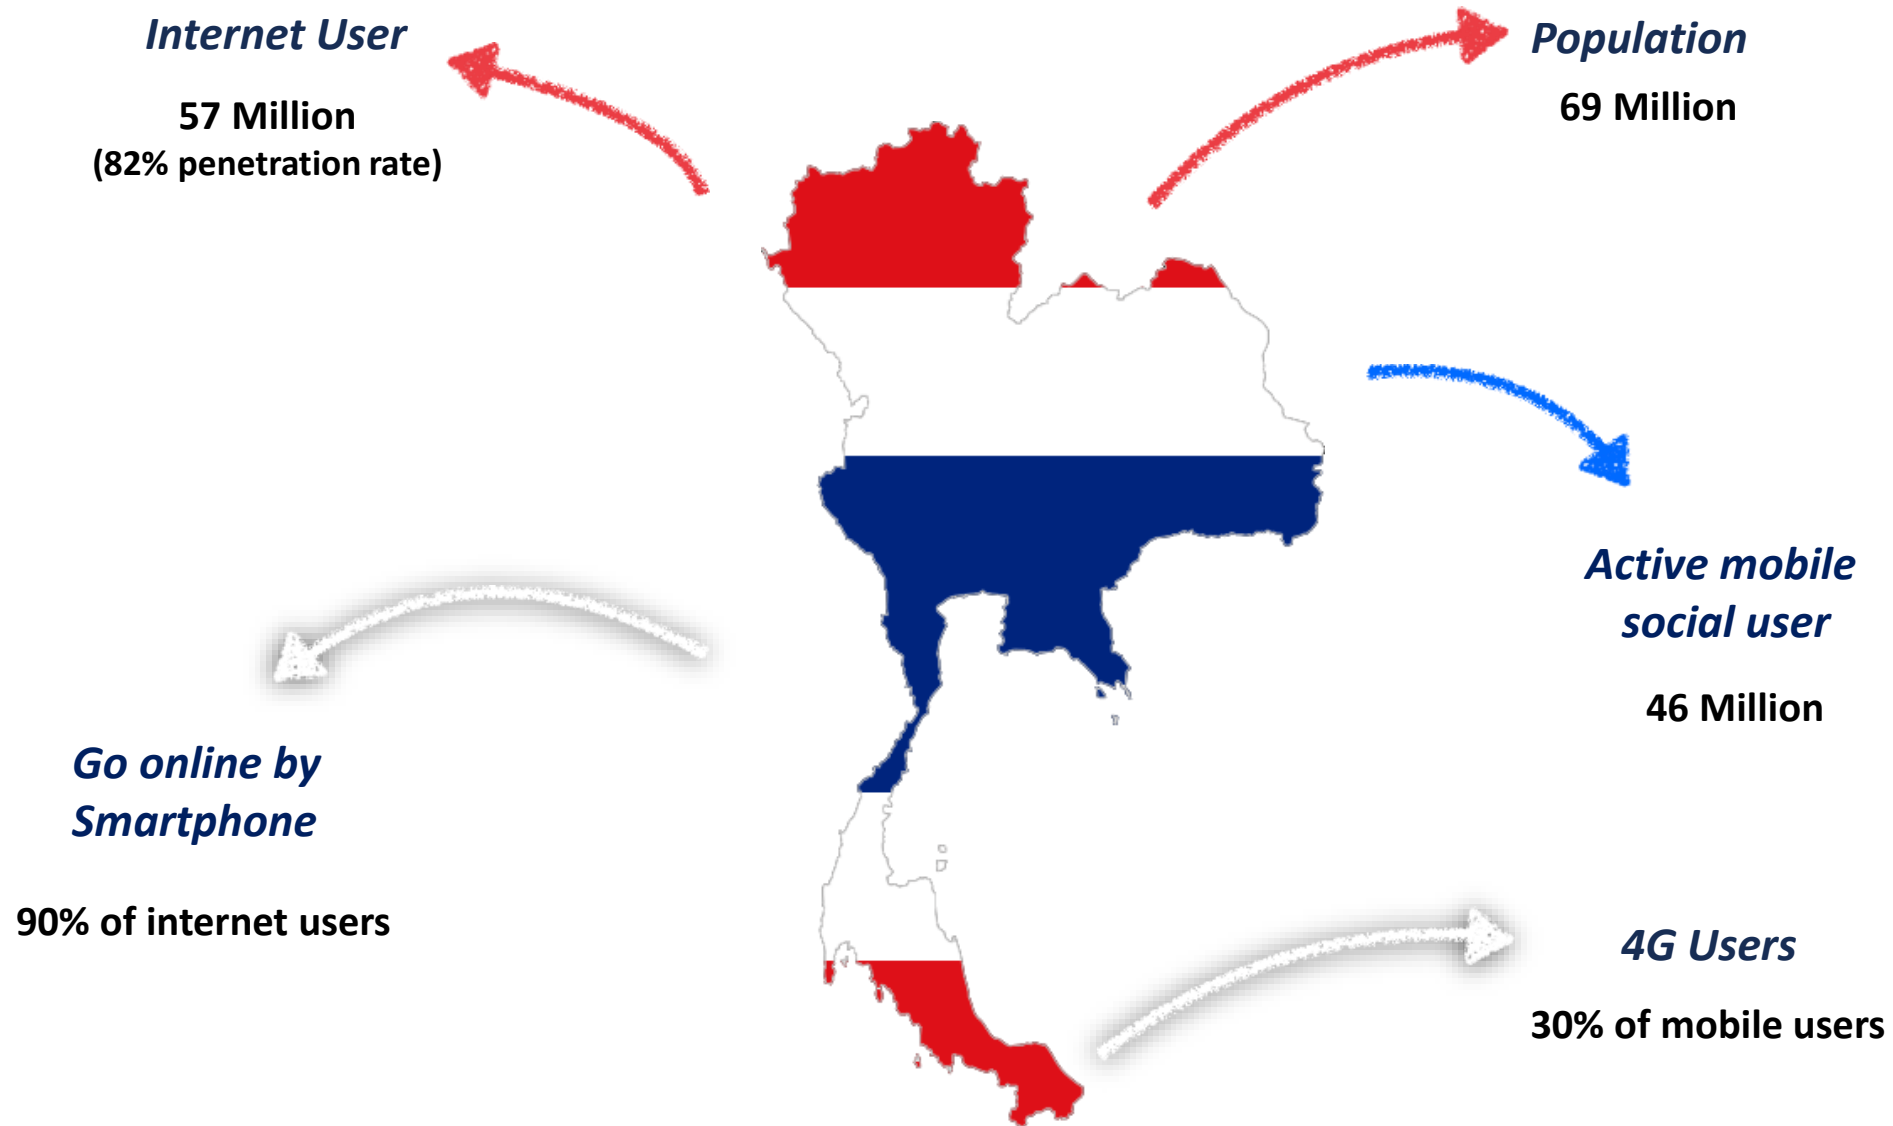 Internet User
57 Million
(82% penetration rate)
Population
69 Million
Active mobile
social user
46 Million
Go online by
Smartphone
90% of internet users
4G Users
30% of mobile users